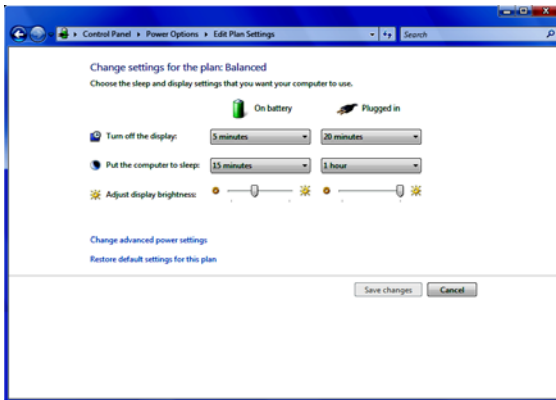 Control Panel Power Options Edit Plan Settings Search
Change settings for the plan: Balanced
Choose the sleep and display settings that you want your computer to use.
On battery Plugged in
Turn off the display: 5 minutes 20 minutes
Put the computer to sleep: 15 minutes 1 hour
Adjust display brightness:
Change advanced power settings
Restore default settings for this plan
Save changes Cancel